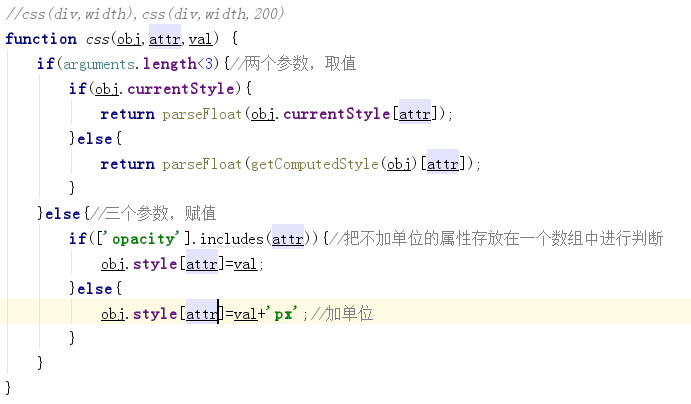 //css(div,width),css(div,width,200)
function css(obj,attr,val) {
    if(arguments.length<3){//两个参数，取值
        if(obj.currentStyle){
            return parseFloat(obj.currentStyle[attr]);
        }else{
            return parseFloat(getComputedStyle(obj)[attr]);
        }
    }else{//三个参数，赋值
        if(['opacity'].includes(attr)){//把不加单位的属性存放在一个数组中进行判断
            obj.style[attr]=val;
        }else{
            obj.style[attr]=val+'px';//加单位
        }
    }
}